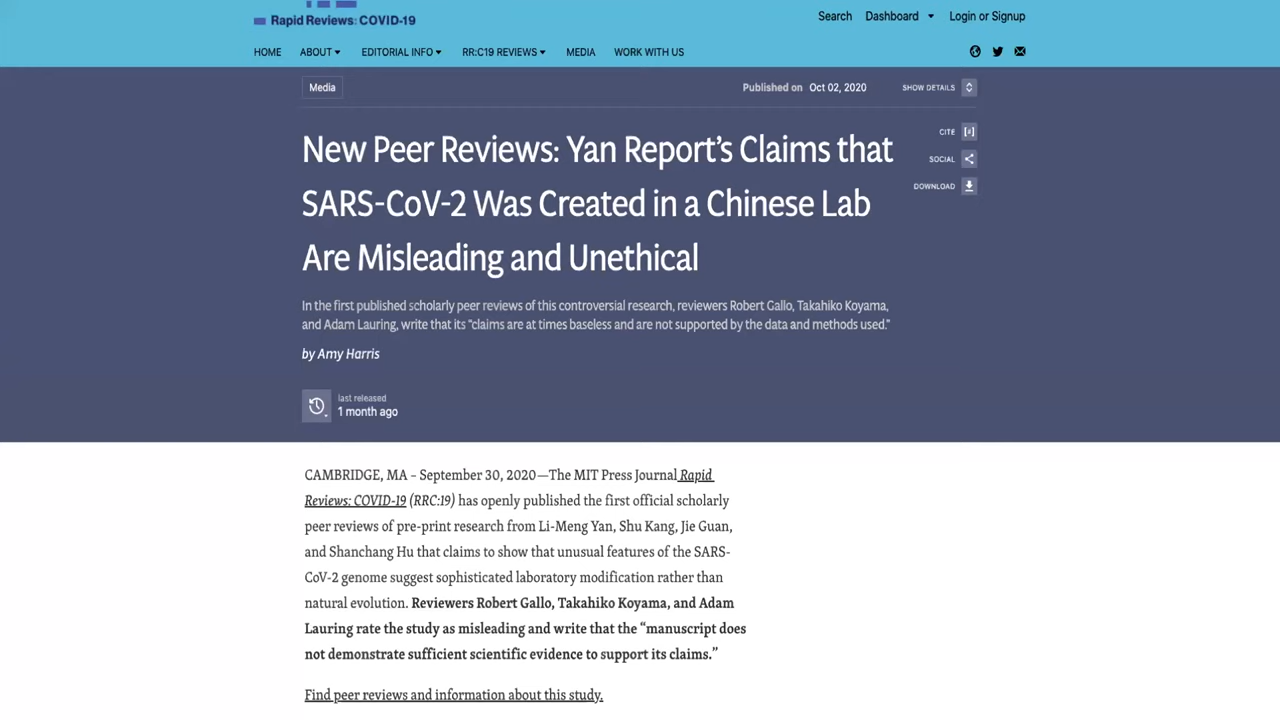 Rapid Reviews: COVID-19
Search Dashboard Login or Signup
HOME ABOUT EDITORIAL INFO RR:C19 REVIEWS MEDIA WORK WITH US
Media
Published on Oct 02, 2020
SHOW DETAILS
CITE
SOCIAL
DOWNLOAD
New Peer Reviews: Yan Report's Claims that
SARS-CoV-2 Was Created in a Chinese Lab
Are Misleading and Unethical
In the first published scholarly peer reviews of this controversial research, reviewers Robert Gallo, Takahiko Koyama,
and Adam Lauring, write that its “claims are at times baseless and are not supported by the data and methods used.”
by Amy Harris
last released
1 month ago
CAMBRIDGE, MA – September 30, 2020—The MIT Press Journal Rapid
Reviews: COVID-19 (RRC:19) has openly published the first official scholarly
peer reviews of pre-print research from Li-Meng Yan, Shu Kang, Jie Guan,
and Shanchang Hu that claims to show that unusual features of the SARS-
CoV-2 genome suggest sophisticated laboratory modification rather than
natural evolution. Reviewers Robert Gallo, Takahiko Koyama, and Adam
Lauring rate the study as misleading and write that the “manuscript does
not demonstrate sufficient scientific evidence to support its claims.”
Find peer reviews and information about this study.